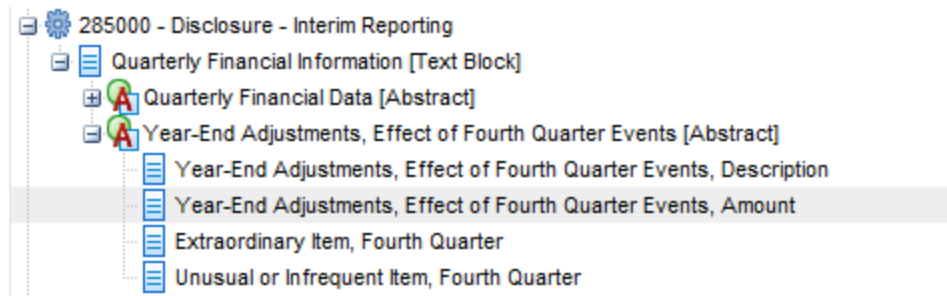 285000 - Disclosure - Interim Reporting
Quarterly Financial Information [Text Block]
Quarterly Financial Data [Abstract]
Year-End Adjustments, Effect of Fourth Quarter Events [Abstract]
Year-End Adjustments, Effect of Fourth Quarter Events, Description
Year-End Adjustments, Effect of Fourth Quarter Events, Amount
Extraordinary Item, Fourth Quarter
Unusual or Infrequent Item, Fourth Quarter